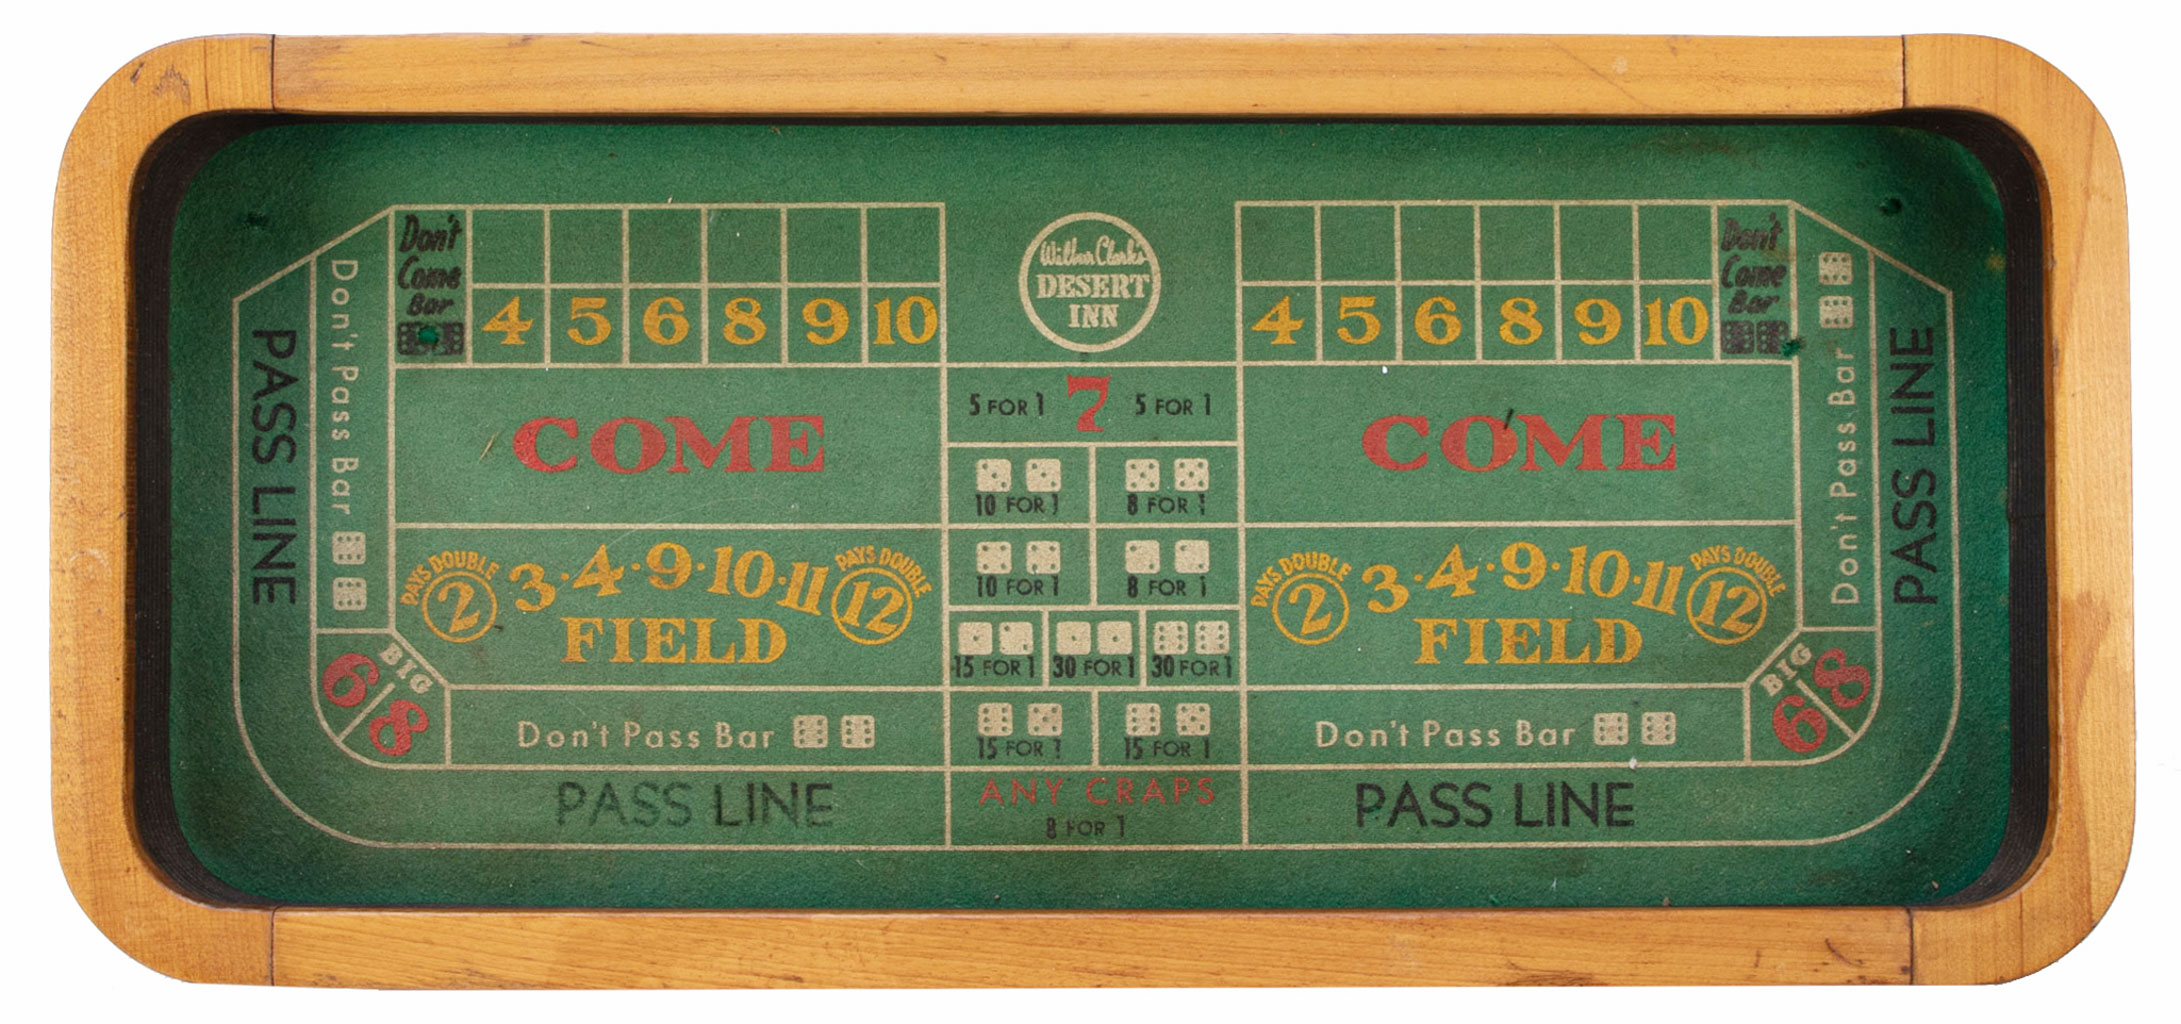 Don't
Come
Bar
4 5 6 8 9 10
Wilbur Clark's
DESERT
INN
4 5 6 8 9 10
Don't
Come
Bar
PASS LINE
Don't Pass Bar
COME
5 FOR 1 7 5 FOR 1
COME
Don't Pass Bar
PASS LINE
10 FOR 1 8 FOR 1
10 FOR 1 8 FOR 1
PAYS DOUBLE
2 3·4·9·10·11 12
PAYS DOUBLE
FIELD
15 FOR 1 30 FOR 1 30 FOR 1
PAYS DOUBLE
2 3·4·9·10·11 12
PAYS DOUBLE
FIELD
BIG
6 8
Don't Pass Bar
15 FOR 1 15 FOR 1
Don't Pass Bar
BIG
6 8
PASS LINE
ANY CRAPS
8 FOR 1
PASS LINE